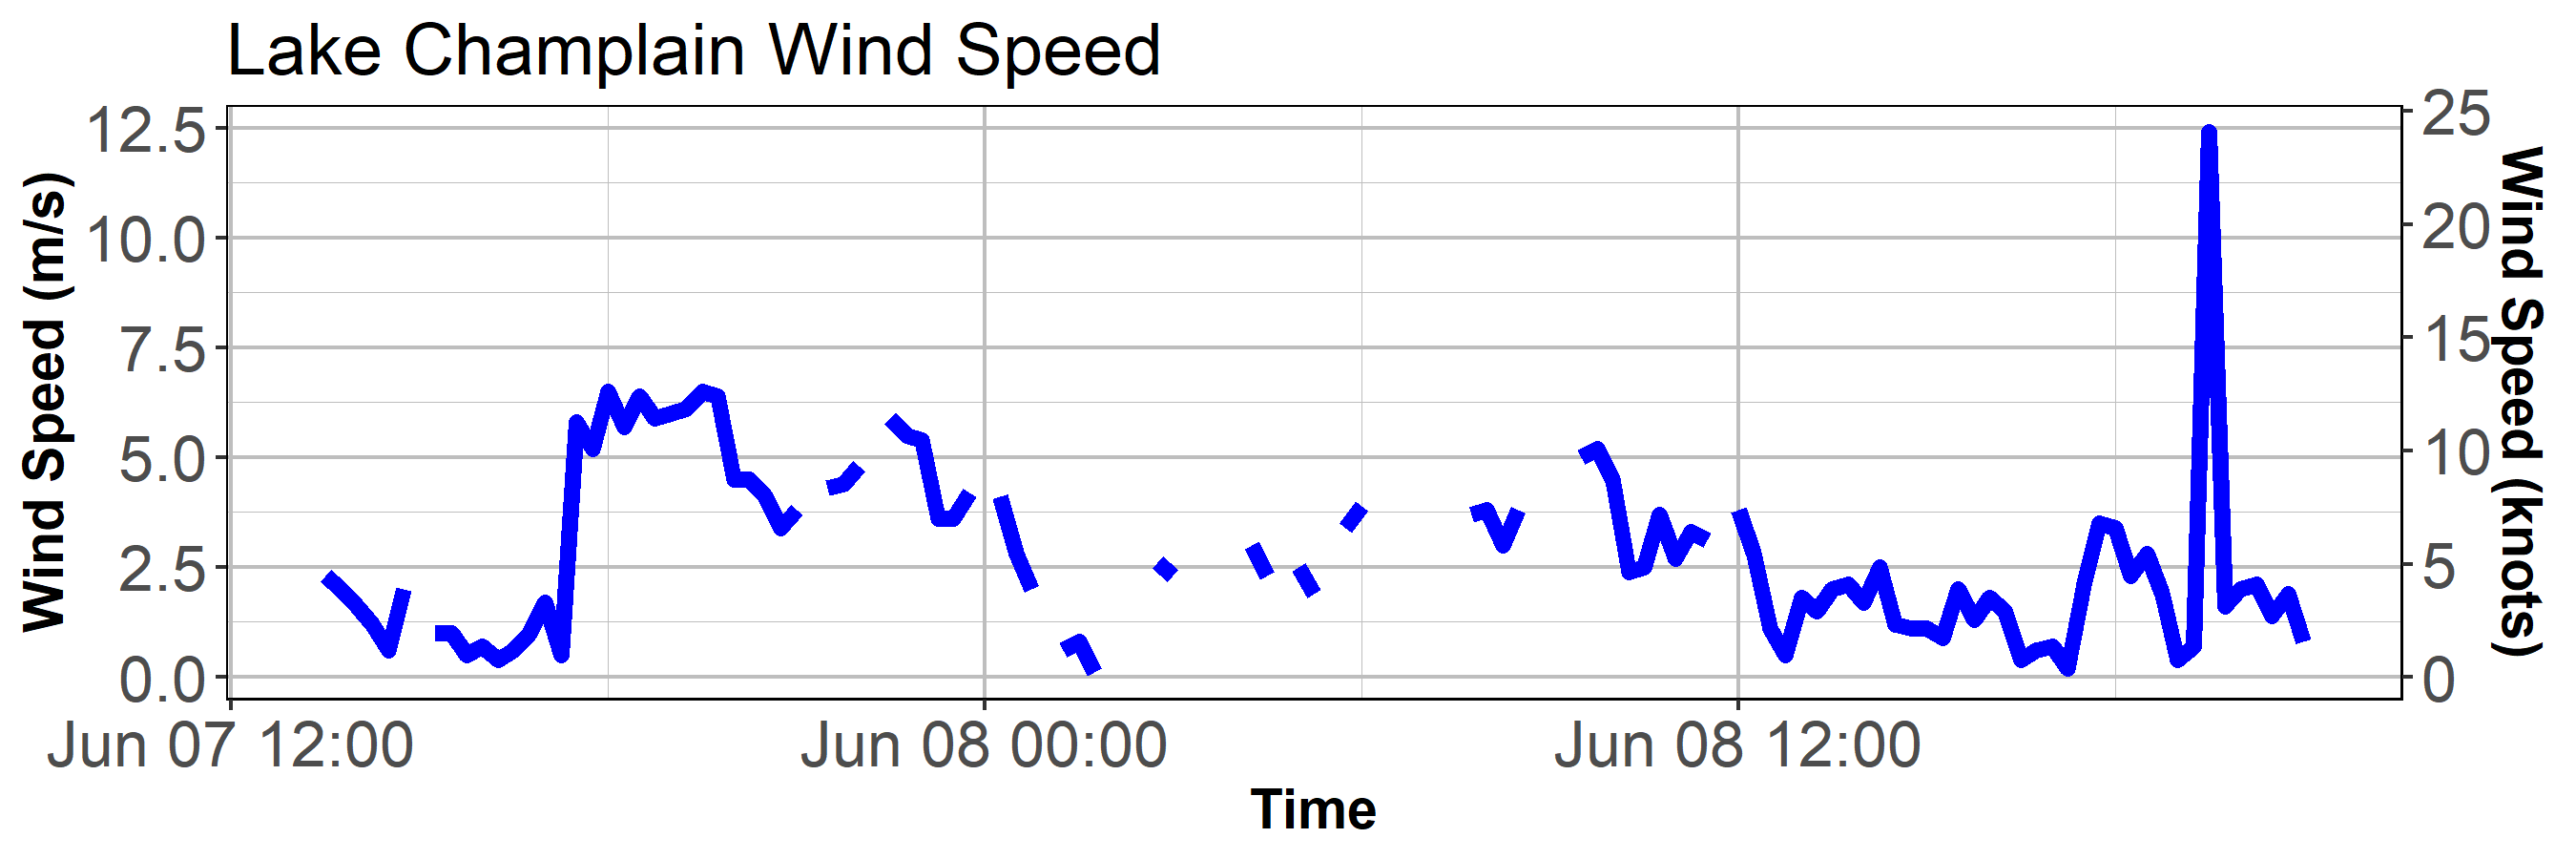 Lake Champlain Wind Speed
Wind Speed (m/s)
12.5
10.0
7.5
5.0
2.5
0.0
25
20
15
10
5
0
Wind Speed (knots)
Jun 07 12:00
Jun 08 00:00
Jun 08 12:00
Time